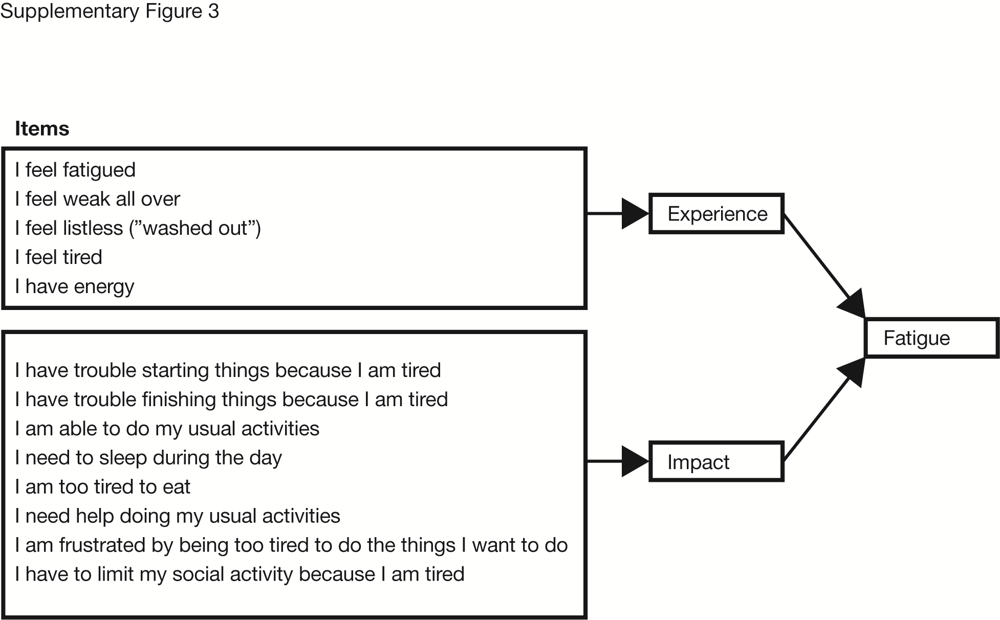 Supplementary Figure 3
Items
I feel fatigued
I feel weak all over
I feel listless (”washed out”)
I feel tired
I have energy
Experience
Fatigue
I have trouble starting things because I am tired
I have trouble finishing things because I am tired
I am able to do my usual activities
I need to sleep during the day
I am too tired to eat
I need help doing my usual activities
I am frustrated by being too tired to do the things I want to do
I have to limit my social activity because I am tired
Impact